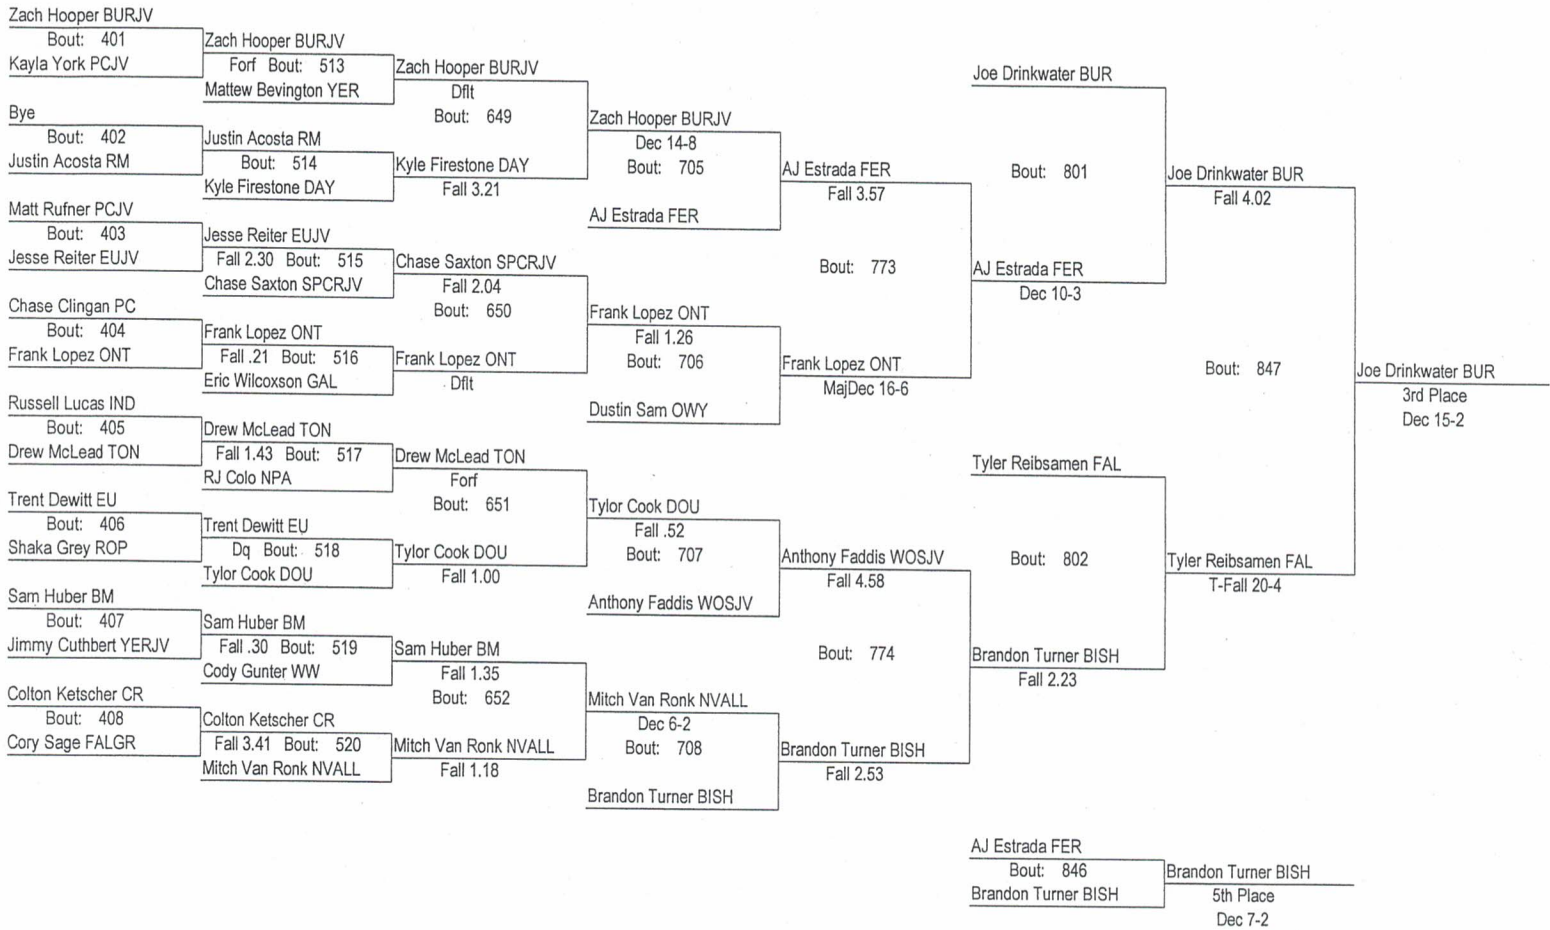 Zach Hooper BURJV
Bout: 401
Kayla York PCJV
Bye
Bout: 402
Justin Acosta RM
Matt Rufner PCJV
Bout: 403
Jesse Reiter EUJV
Chase Clingan PC
Bout: 404
Frank Lopez ONT
Russell Lucas IND
Bout: 405
Drew McLead TON
Trent Dewitt EU
Bout: 406
Shaka Grey ROP
Sam Huber BM
Bout: 407
Jimmy Cuthbert YERJV
Colton Ketscher CR
Bout: 408
Cory Sage FALGR
Zach Hooper BURJV
Forf Bout: 513
Mattew Bevington YER
Justin Acosta RM
Bout: 514
Kyle Firestone DAY
Jesse Reiter EUJV
Fall 2.30 Bout: 515
Chase Saxton SPCRJV
Frank Lopez ONT
Fall .21 Bout: 516
Eric Wilcoxson GAL
Drew McLead TON
Fall 1.43 Bout: 517
RJ Colo NPA
Trent Dewitt EU
Dq Bout: 518
Tylor Cook DOU
Sam Huber BM
Fall .30 Bout: 519
Cody Gunter WW
Colton Ketscher CR
Fall 3.41 Bout: 520
Mitch Van Ronk NVALL
Zach Hooper BURJV
Dflt
Bout: 649
Kyle Firestone DAY
Fall 3.21
Chase Saxton SPCRJV
Fall 2.04
Bout: 650
Frank Lopez ONT
Dflt
Drew McLead TON
Forf
Bout: 651
Tylor Cook DOU
Fall 1.00
Sam Huber BM
Fall 1.35
Bout: 652
Mitch Van Ronk NVALL
Fall 1.18
Zach Hooper BURJV
Dec 14-8
Bout: 705
AJ Estrada FER
Frank Lopez ONT
Fall 1.26
Bout: 706
Dustin Sam OWY
Tylor Cook DOU
Fall .52
Bout: 707
Anthony Faddis WOSJV
Mitch Van Ronk NVALL
Dec 6-2
Bout: 708
Brandon Turner BISH
AJ Estrada FER
Fall 3.57
Bout: 773
Frank Lopez ONT
MajDec 16-6
Anthony Faddis WOSJV
Fall 4.58
Bout: 774
Brandon Turner BISH
Fall 2.53
Joe Drinkwater BUR
Bout: 801
AJ Estrada FER
Dec 10-3
Tyler Reibsamen FAL
Bout: 802
Brandon Turner BISH
Fall 2.23
Joe Drinkwater BUR
Fall 4.02
Bout: 847
Tyler Reibsamen FAL
T-Fall 20-4
Joe Drinkwater BUR
3rd Place
Dec 15-2
AJ Estrada FER
Bout: 846
Brandon Turner BISH
Brandon Turner BISH
5th Place
Dec 7-2